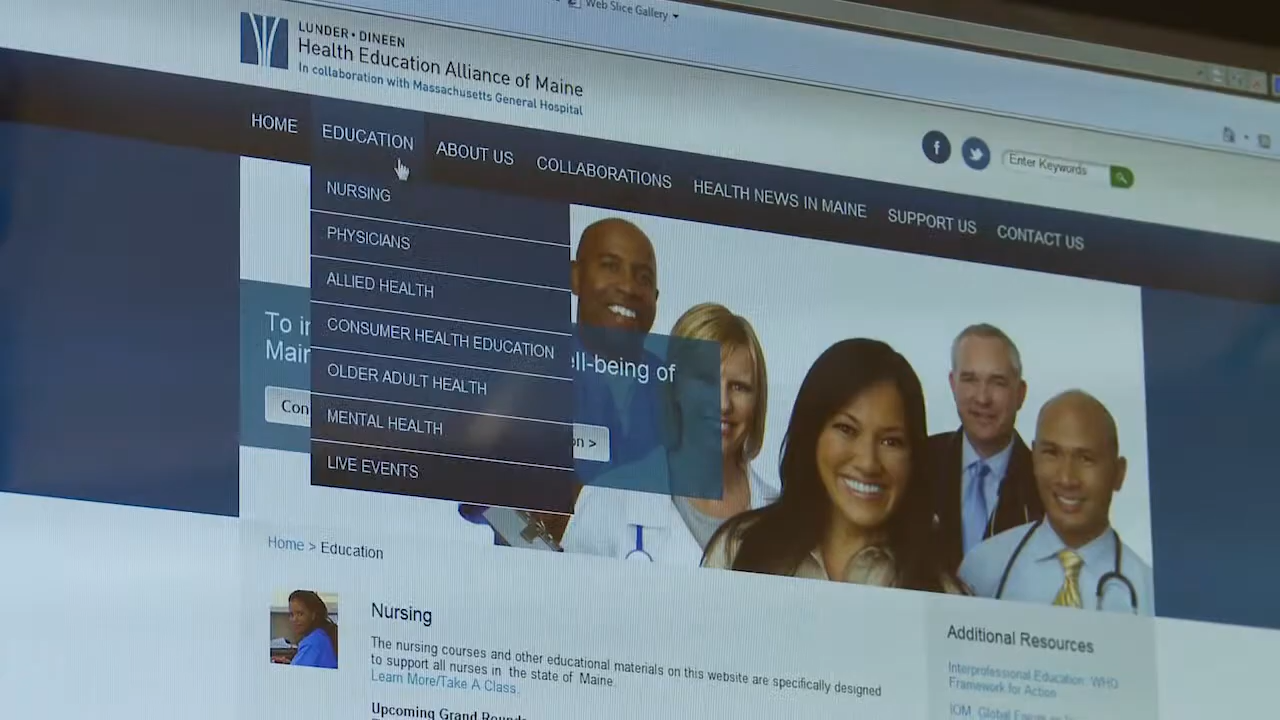 Web Slice Gallery
LUNDER • DINEEN
Health Education Alliance of Maine
In collaboration with Massachusetts General Hospital
HOME
EDUCATION
ABOUT US
COLLABORATIONS
HEALTH NEWS IN MAINE
SUPPORT US
CONTACT US
f
Enter Keywords
NURSING
PHYSICIANS
ALLIED HEALTH
CONSUMER HEALTH EDUCATION
OLDER ADULT HEALTH
MENTAL HEALTH
LIVE EVENTS
To i
Mai
ell-being of
Con
n >
Home > Education
Nursing
The nursing courses and other educational materials on this website are specifically designed
to support all nurses in the state of Maine.
Learn More/Take A Class.
Upcoming Grand Rounds
Additional Resources
Interprofessional Education: WHO
Framework for Action
IOM, Global